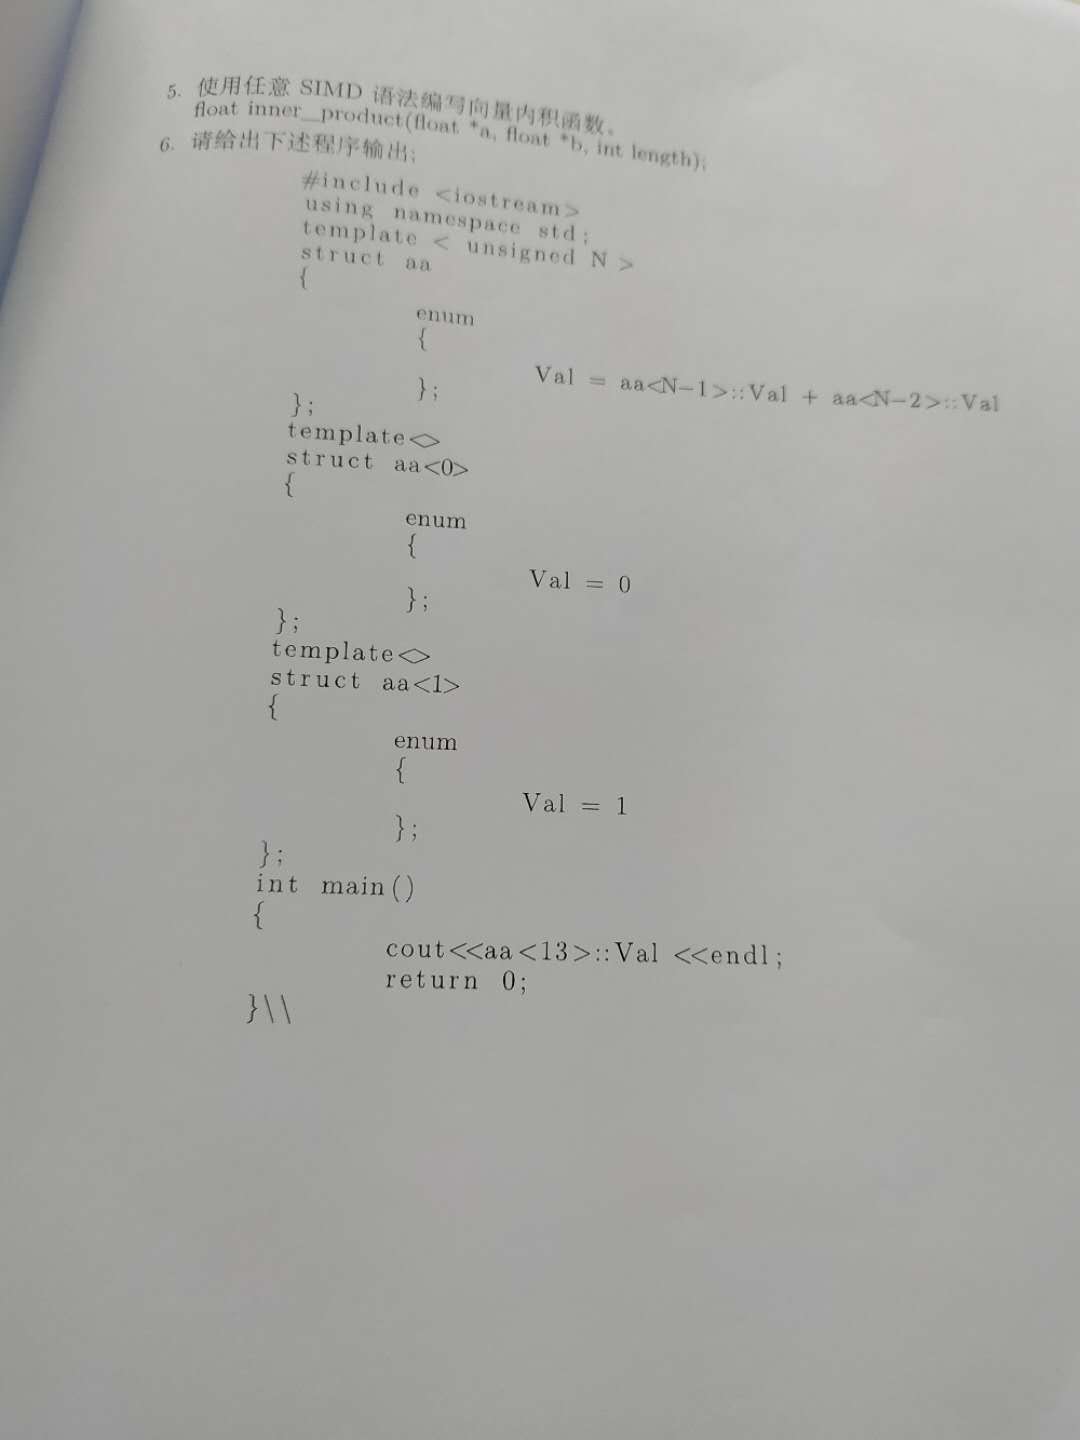 5. 使用任意 SIMD 语法编写向量内积函数。
float inner_product(float *a, float *b, int length);
6. 请给出下述程序输出:
#include <iostream>
using namespace std;
template < unsigned N >
struct aa
{
enum
{
Val = aa<N-1>::Val + aa<N-2>::Val
};
};
template<>
struct aa<0>
{
enum
{
Val = 0
};
};
template<>
struct aa<1>
{
enum
{
Val = 1
};
};
int main()
{
cout<<aa<13>::Val <<endl;
return 0;
}\\